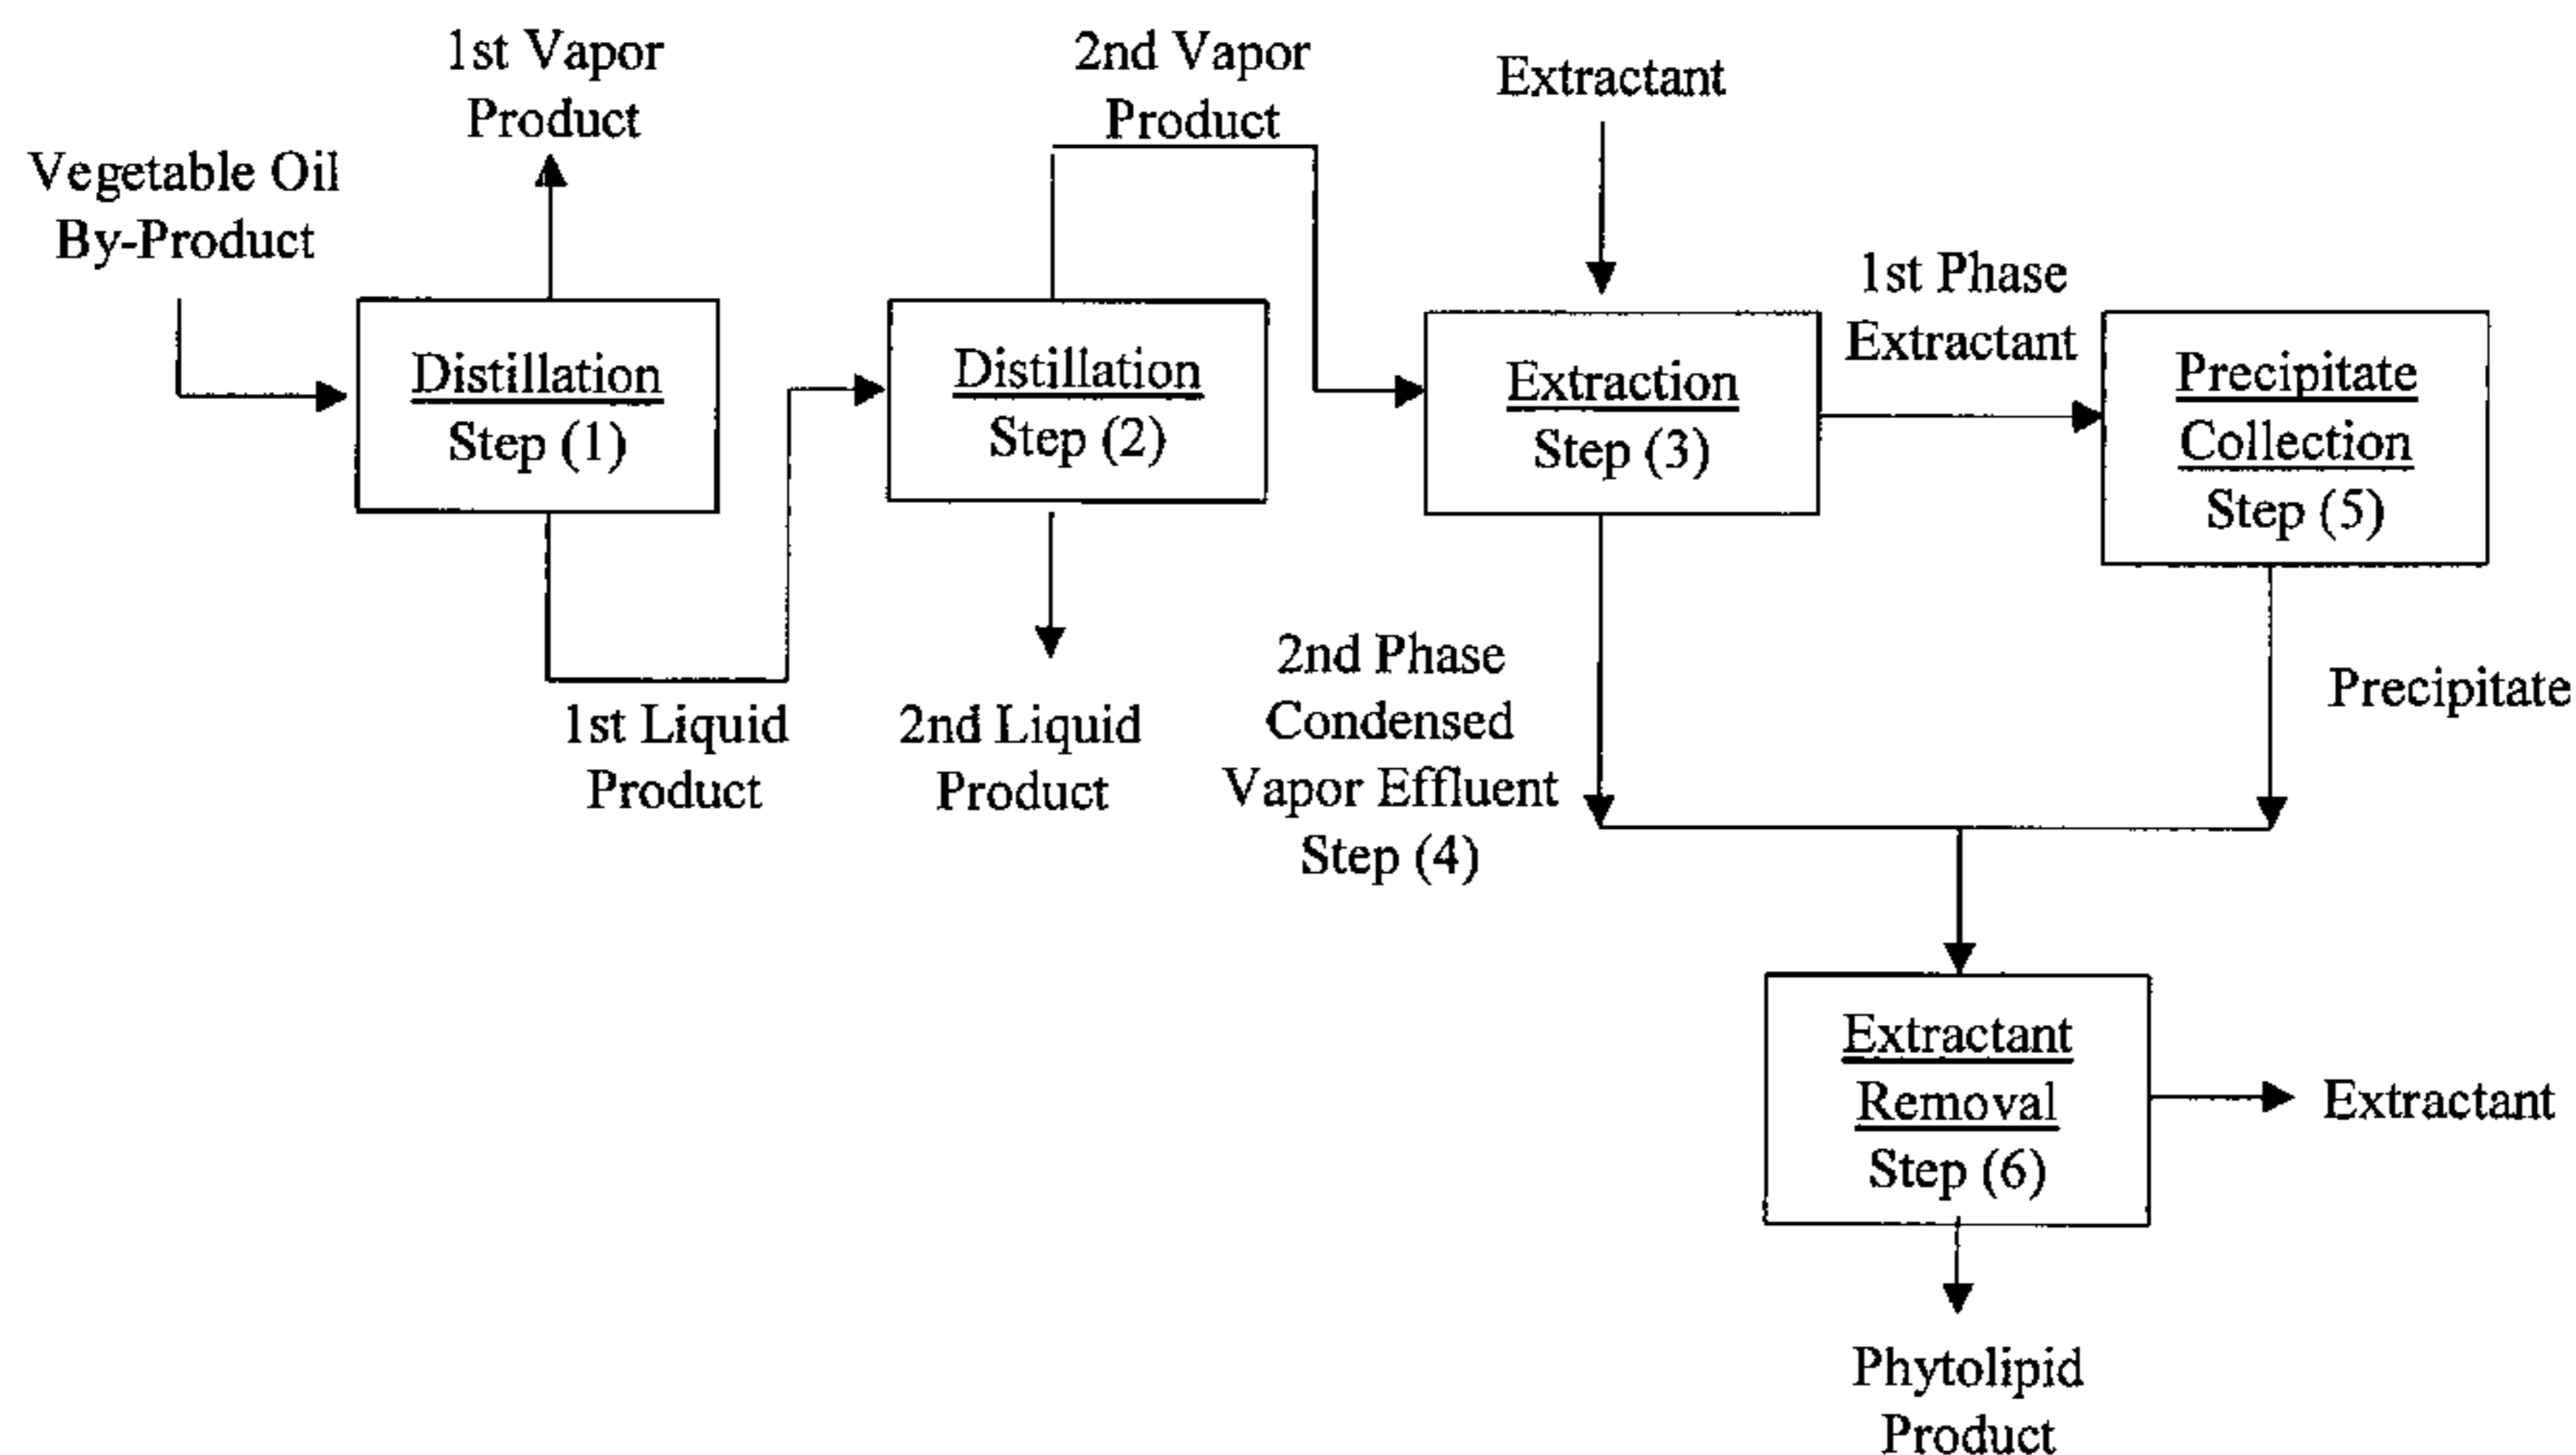 1st Vapor
Product
2nd Vapor
Product
Extractant
Vegetable Oil
By-Product
1st Phase
Extractant
Distillation
Step (1)
Distillation
Step (2)
Extraction
Step (3)
Precipitate
Collection
Step (5)
1st Liquid
Product
2nd Liquid
Product
2nd Phase
Condensed
Vapor Effluent
Step (4)
Precipitate
Extractant
Removal
Step (6)
Extractant
Phytolipid
Product